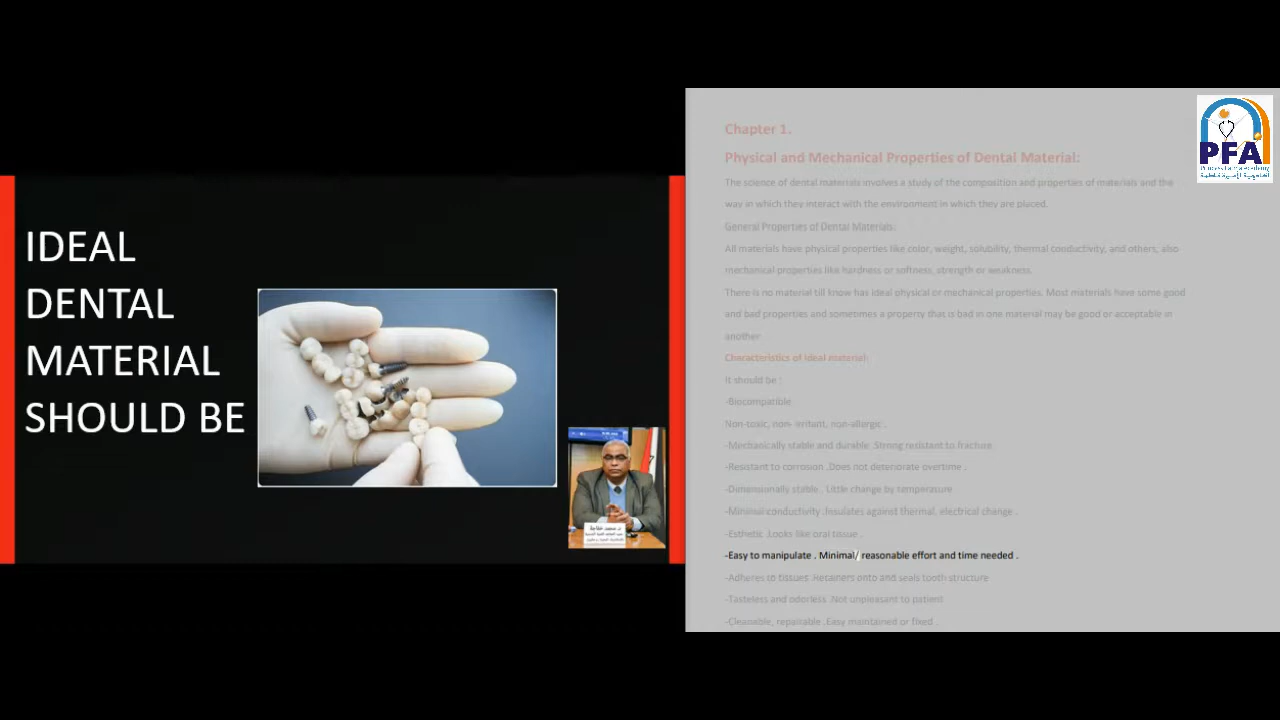 IDEAL
DENTAL
MATERIAL
SHOULD BE
Chapter 1.
Physical and Mechanical Properties of Dental Material:
The science of dental materials involves a study of the composition and properties of materials and the
way in which they interact with the environment in which they are placed.
General Properties of Dental Materials.
All materials have physical properties like color, weight, solubility, thermal conductivity, and others, also
mechanical properties like hardness or softness, strength or weakness.
There is no material till know has ideal physical or mechanical properties. Most materials have some good
and bad properties and sometimes a property that is bad in one material may be good or acceptable in
another
Characteristics of ideal material:
It should be :
-Biocompatible.
Non-toxic, non- irritant, non-allergic .
-Mechanically stable and durable .Strong resistant to fracture
-Resistant to corrosion .Does not deteriorate overtime .
-Dimensionally stable . Little change by temperature
-Minimal conductivity .Insulates against thermal, electrical change .
-Esthetic .Looks like oral tissue .
-Easy to manipulate . Minimal/ reasonable effort and time needed .
-Adheres to tissues .Retainers onto and seals tooth structure
-Tasteless and odorless .Not unpleasant to patient
-Cleanable, repairable .Easy maintained or fixed .
PFA